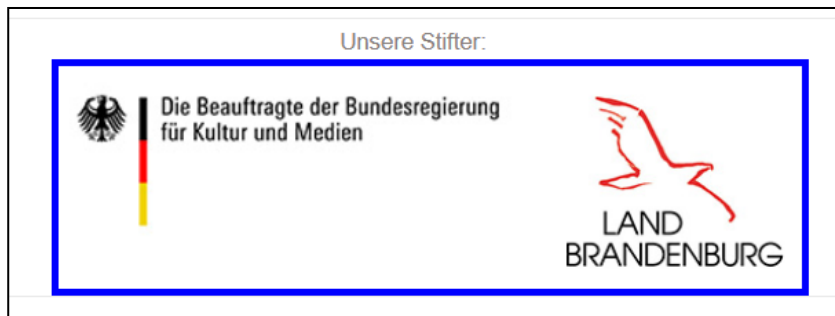 Unsere Stifter:
Die Beauftragte der Bundesregierung
für Kultur und Medien
LAND
BRANDENBURG